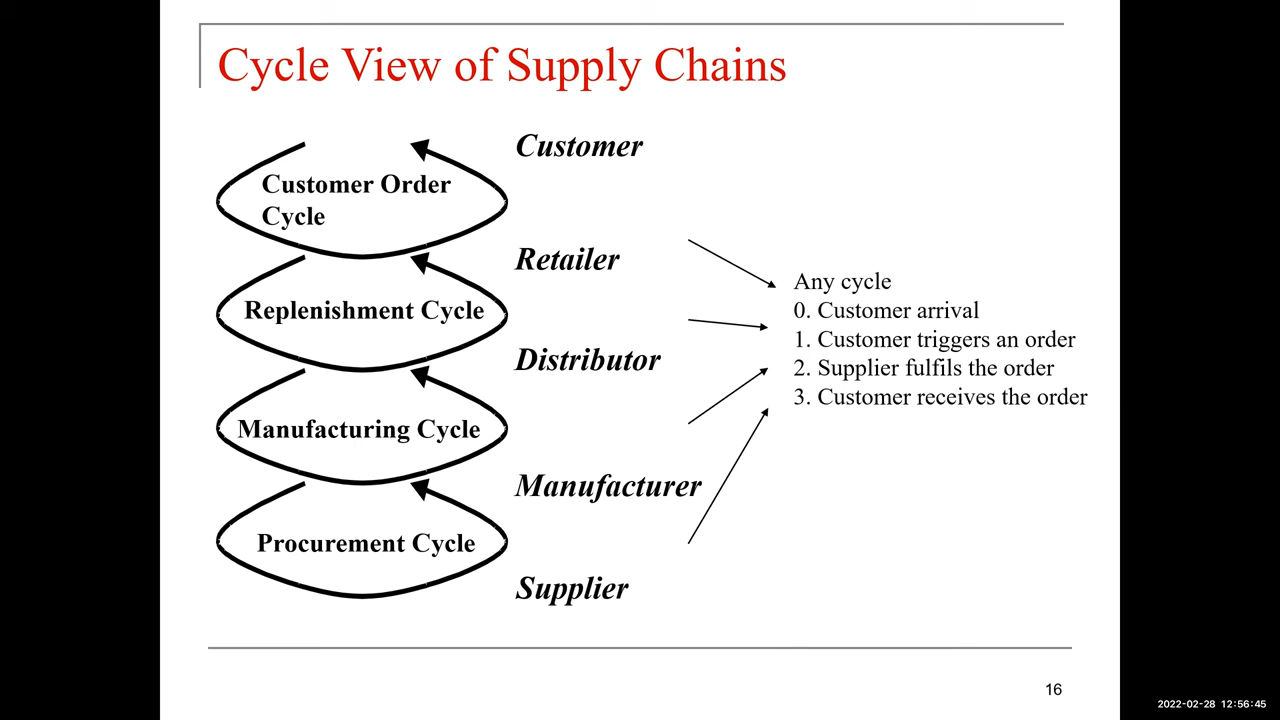 Cycle View of Supply Chains
Customer
Customer Order
Cycle
Retailer
Replenishment Cycle
Distributor
Manufacturing Cycle
Manufacturer
Procurement Cycle
Supplier
Any cycle
0. Customer arrival
1. Customer triggers an order
2. Supplier fulfils the order
3. Customer receives the order
16
2022-02-28 12:56:45